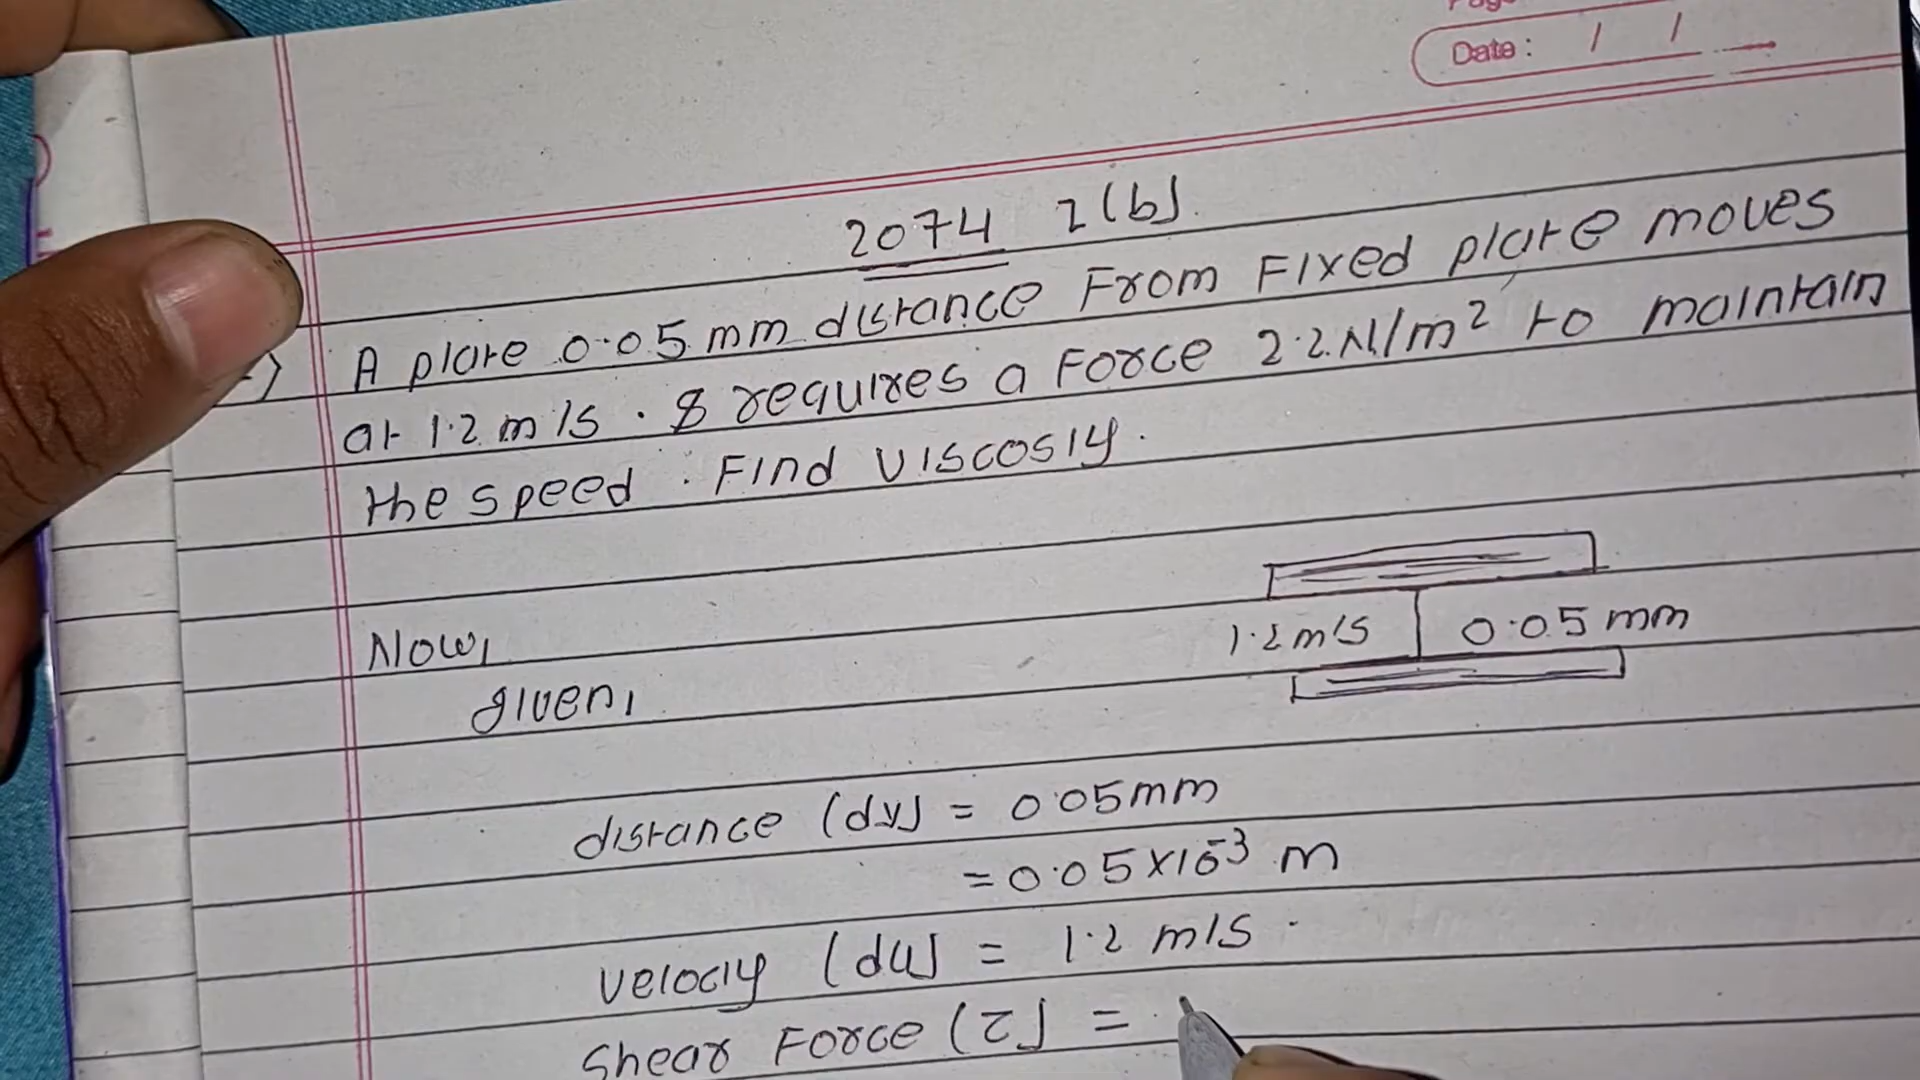 Date: / /
2074 2(b)
A plate 0.05 mm distance From Fixed plate moves
at 1.2 m/s . & requires a Force 2.2 N/m² to maintain
the speed . Find viscosiy.
1.2 m/s 0.05 mm
Now,
given,
distance (dy) = 0.05mm
= 0.05×10⁻³ m
velociy (du) = 1.2 m/s .
Shear Force (τ) =